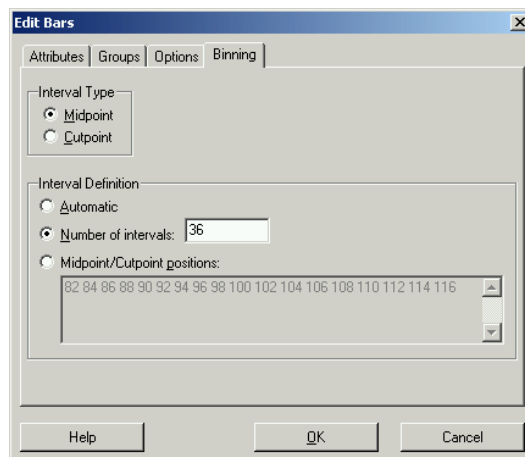 Edit Bars
Attributes Groups Options Binning
Interval Type
Midpoint
Cutpoint
Interval Definition
Automatic
Number of intervals: 36
Midpoint/Cutpoint positions:
82 84 86 88 90 92 94 96 98 100 102 104 106 108 110 112 114 116
Help OK Cancel